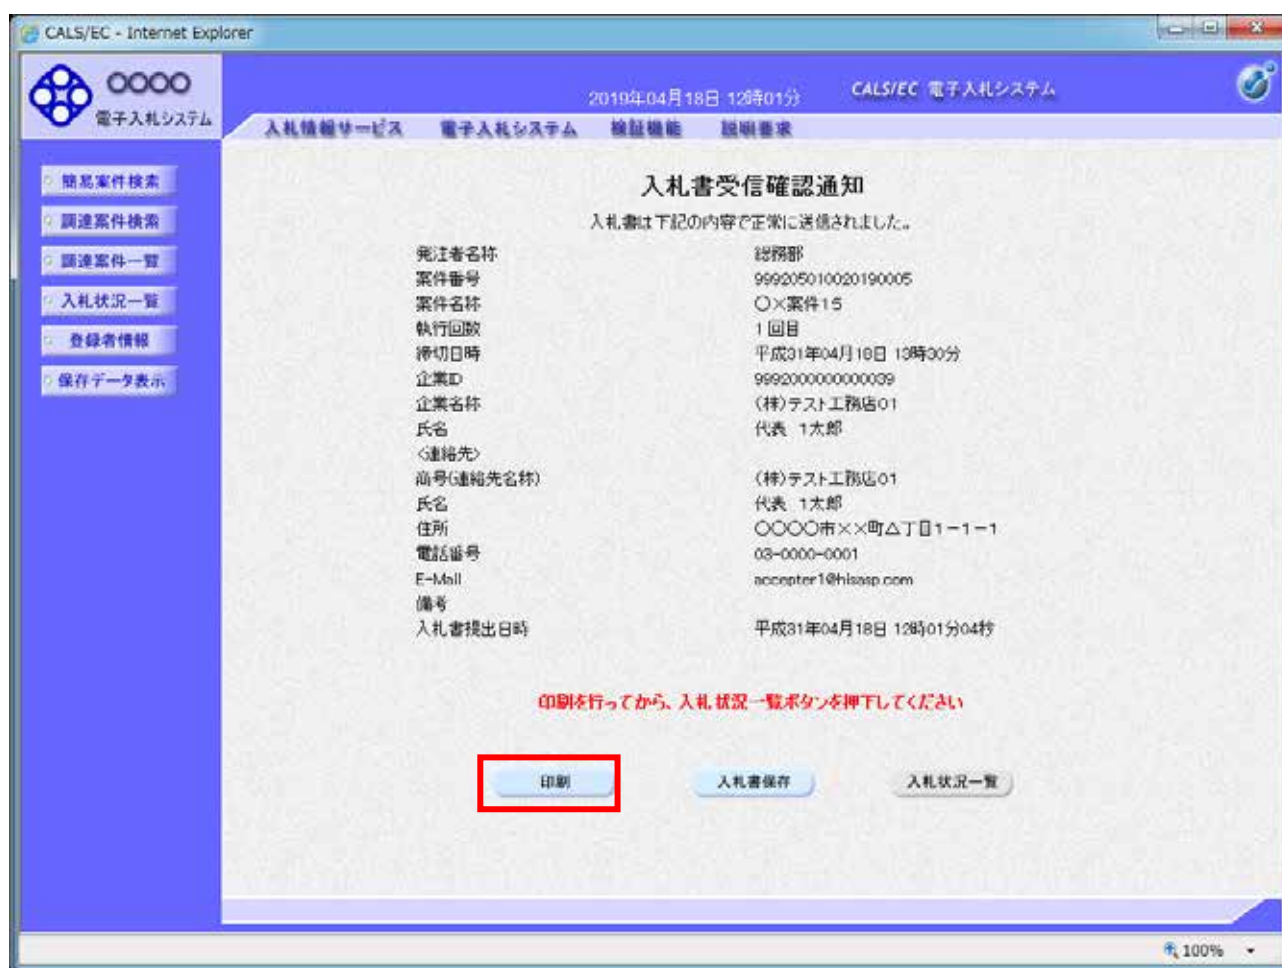 CALS/EC - Internet Explorer
○○○○
電子入札システム
2019年04月18日 12時01分
CALS/EC 電子入札システム
入札情報サービス 電子入札システム 検証機能 説明要求
簡易案件検索
調達案件検索
調達案件一覧
入札状況一覧
登録者情報
保存データ表示
入札書受信確認通知
入札書は下記の内容で正常に送信されました。
発注者名称 総務部
案件番号 999205010020190005
案件名称 ○×案件15
執行回数 1回目
締切日時 平成31年04月18日 13時30分
企業ID 9992000000000039
企業名称 (株)テスト工務店01
氏名 代表 1太郎
<連絡先>
商号(連絡先名称) (株)テスト工務店01
氏名 代表 1太郎
住所 ○○○○市××町△丁目1-1-1
電話番号 03-0000-0001
E-Mail accepter1@hisasp.com
備考
入札書提出日時 平成31年04月18日 12時01分04秒
印刷を行ってから、入札状況一覧ボタンを押下してください
印刷 入札書保存 入札状況一覧
100%